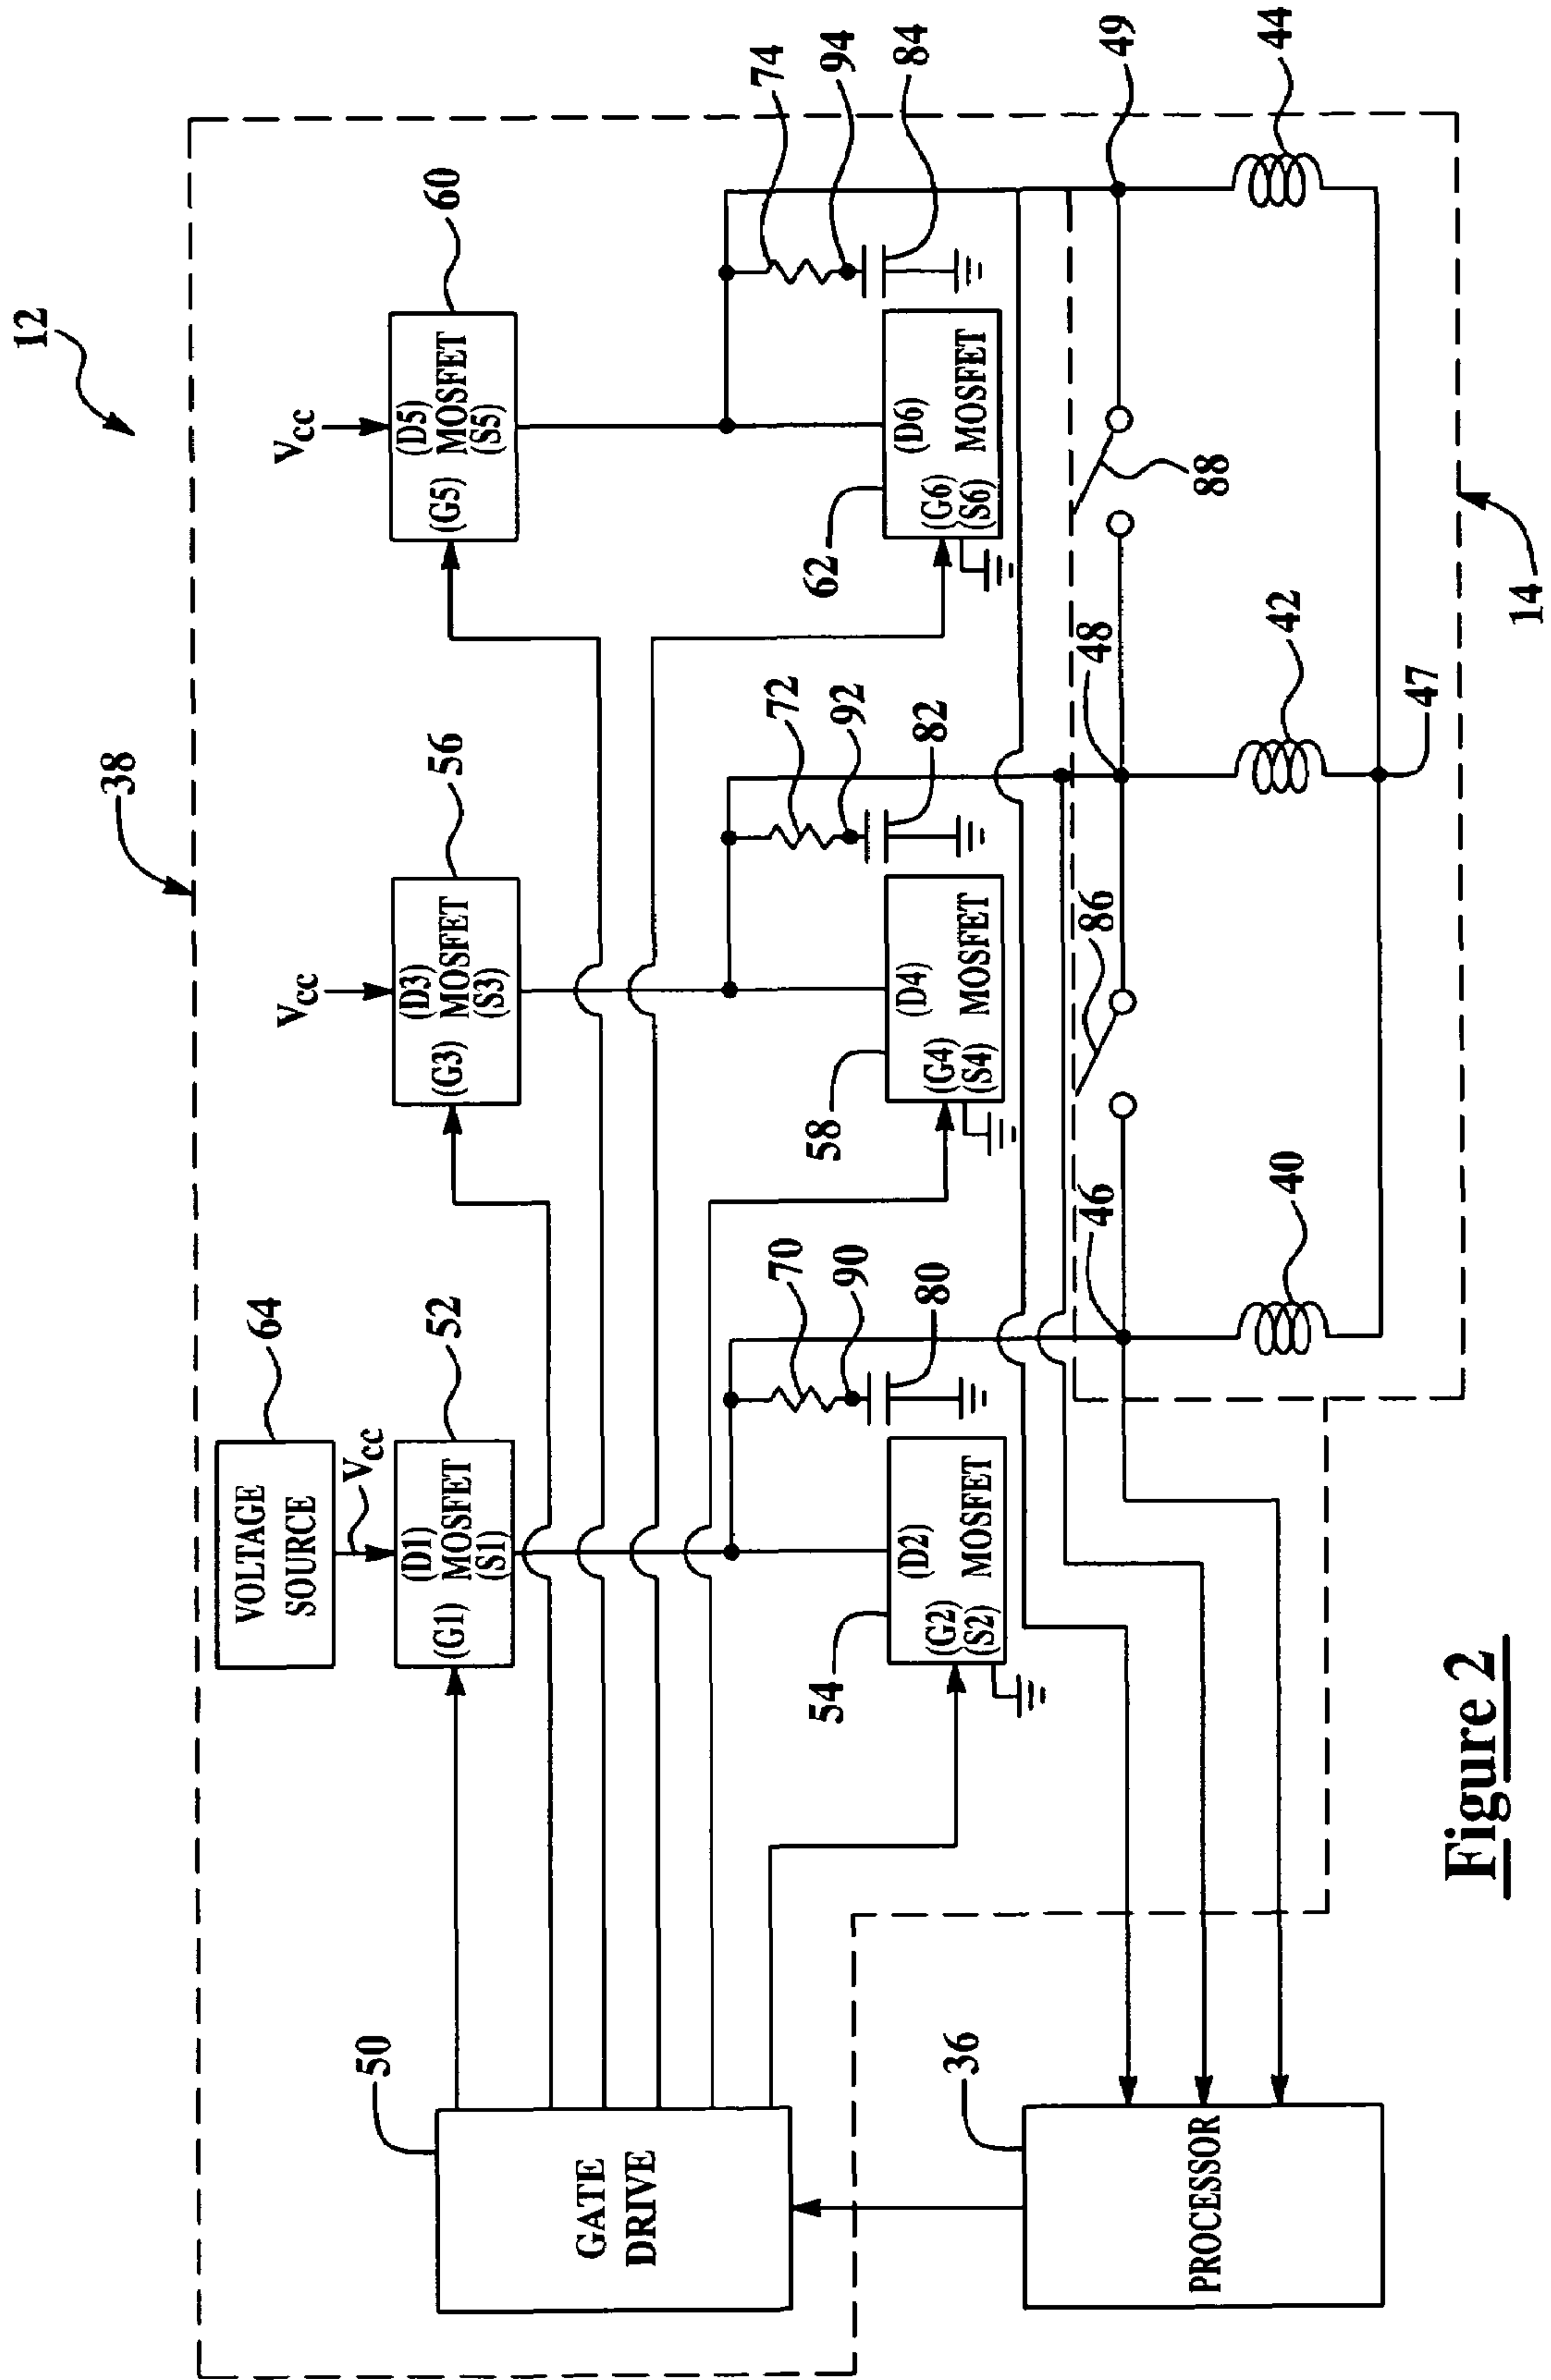 12
38
64
VOLTAGE
SOURCE
Vcc
Vcc
Vcc
50
52
56
60
GATE
DRIVE
(D1)
(G1) MOSFET
(S1)
(D3)
(G3) MOSFET
(S3)
(D5)
(G5) MOSFET
(S5)
70
90
80
72
92
82
74
94
84
54
58
62
(D2)
(G2) MOSFET
(S2)
(D4)
(G4) MOSFET
(S4)
(D6)
(G6) MOSFET
(S6)
36
PROCESSOR
46
86
48
88
49
40
42
44
47
14
Figure 2